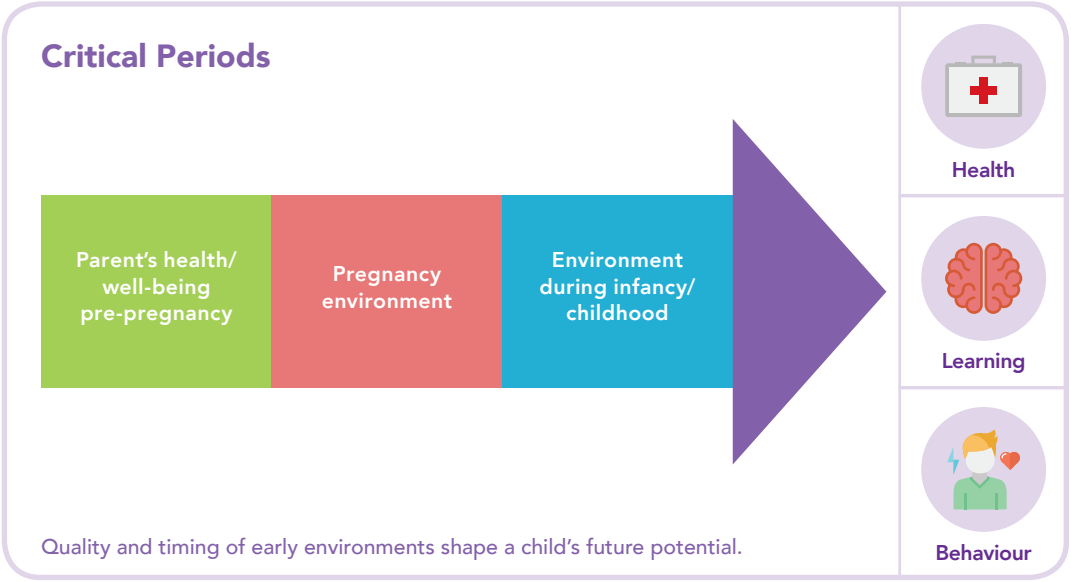 Critical Periods
Parent’s health/
well-being
pre-pregnancy
Pregnancy
environment
Environment
during infancy/
childhood
Health
Learning
Behaviour
Quality and timing of early environments shape a child’s future potential.